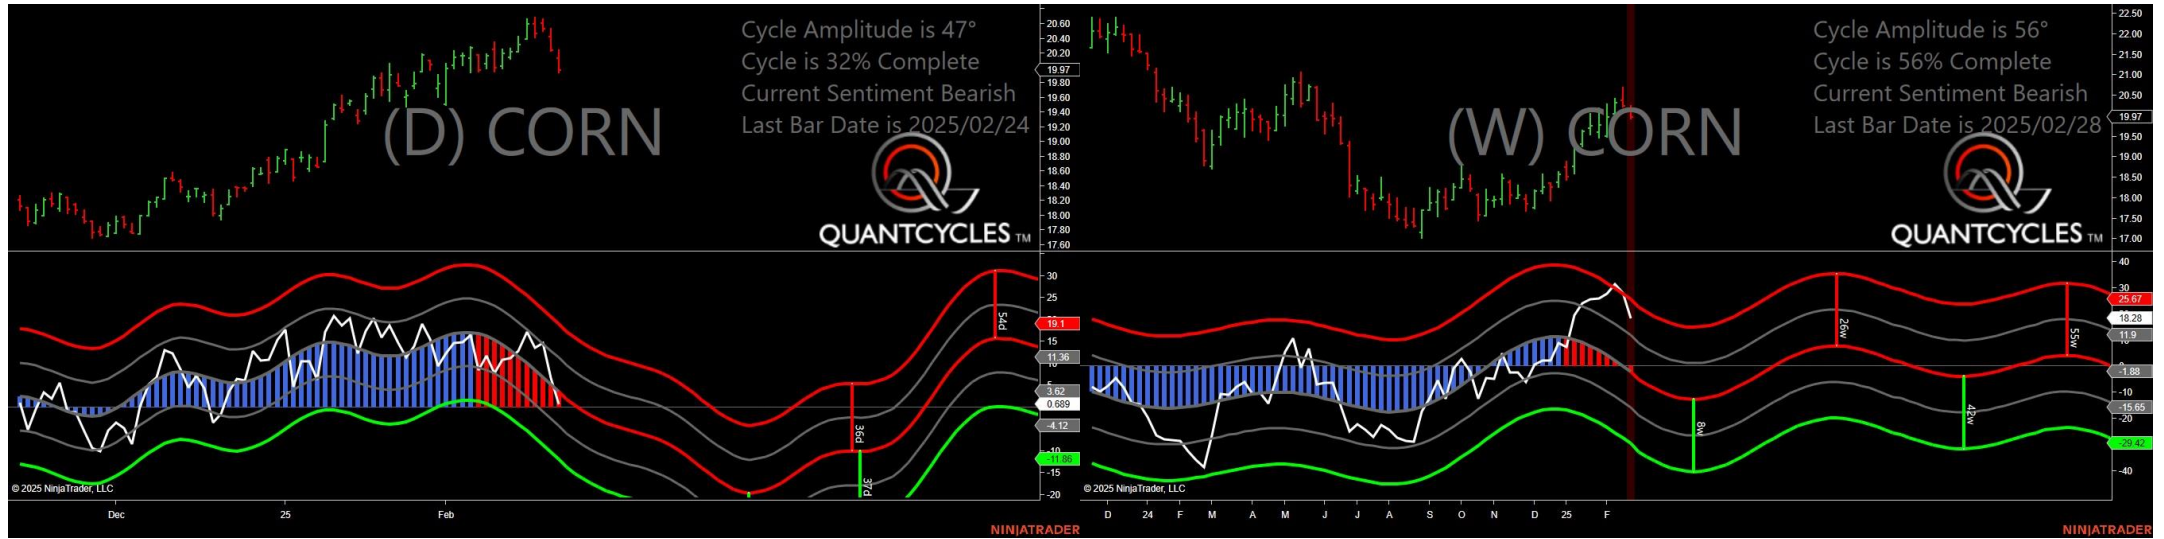 Cycle Amplitude is 47°
Cycle is 32% Complete
Current Sentiment Bearish
Last Bar Date is 2025/02/24
(D) CORN
QUANTCYCLES TM
20.60
20.40
20.20
19.97
19.80
19.60
19.40
19.20
19.00
18.80
18.60
18.40
18.20
18.00
17.80
17.60
30
25
19.1
15
11.36
3.62
0.689
-4.12
-11.86
-15
-20
54d
36d
37d
© 2025 NinjaTrader, LLC
Dec
25
Feb
NINJATRADER
Cycle Amplitude is 56°
Cycle is 56% Complete
Current Sentiment Bearish
Last Bar Date is 2025/02/28
(W) CORN
QUANTCYCLES TM
22.50
22.00
21.50
21.00
20.50
19.97
19.50
19.00
18.50
18.00
17.50
17.00
40
30
25.67
18.28
11.9
-1.88
-10
-15.65
-20
-29.42
-40
8w
26w
42w
55w
© 2025 NinjaTrader, LLC
D
24
F
M
A
M
J
J
A
S
O
N
D
25
F
NINJATRADER